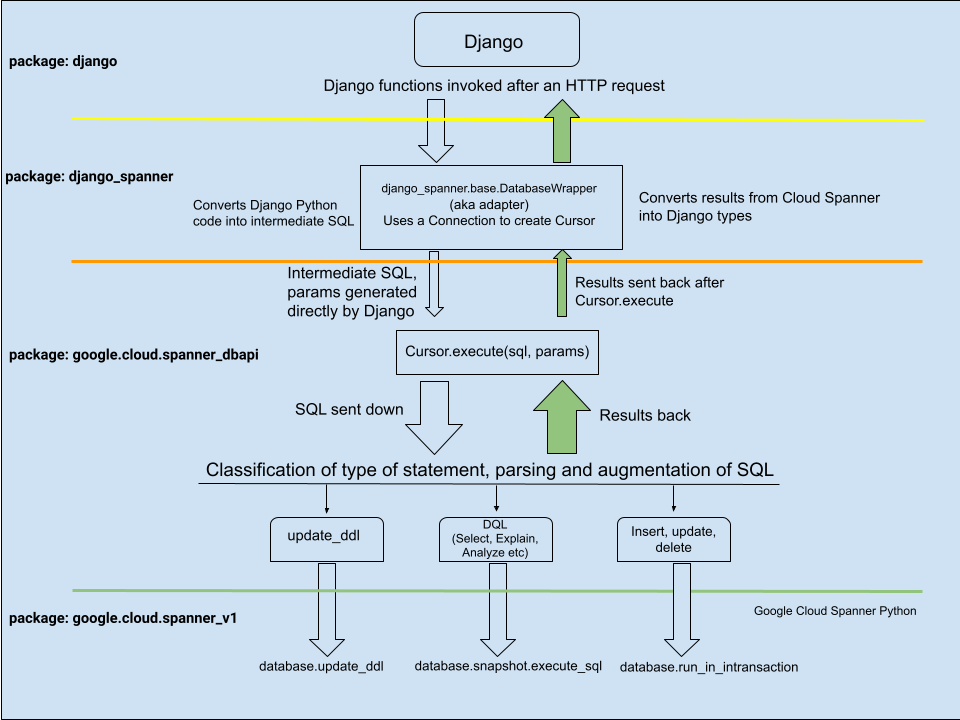 Django
package: django
Django functions invoked after an HTTP request
package: django_spanner
django_spanner.base.DatabaseWrapper
(aka adapter)
Uses a Connection to create Cursor
Converts Django Python
code into intermediate SQL
Converts results from Cloud Spanner
into Django types
Intermediate SQL,
params generated
directly by Django
Results sent back after
Cursor.execute
package: google.cloud.spanner_dbapi
Cursor.execute(sql, params)
SQL sent down
Results back
Classification of type of statement, parsing and augmentation of SQL
update_ddl
DQL
(Select, Explain,
Analyze etc)
Insert, update,
delete
package: google.cloud.spanner_v1
Google Cloud Spanner Python
database.update_ddl
database.snapshot.execute_sql
database.run_in_intransaction